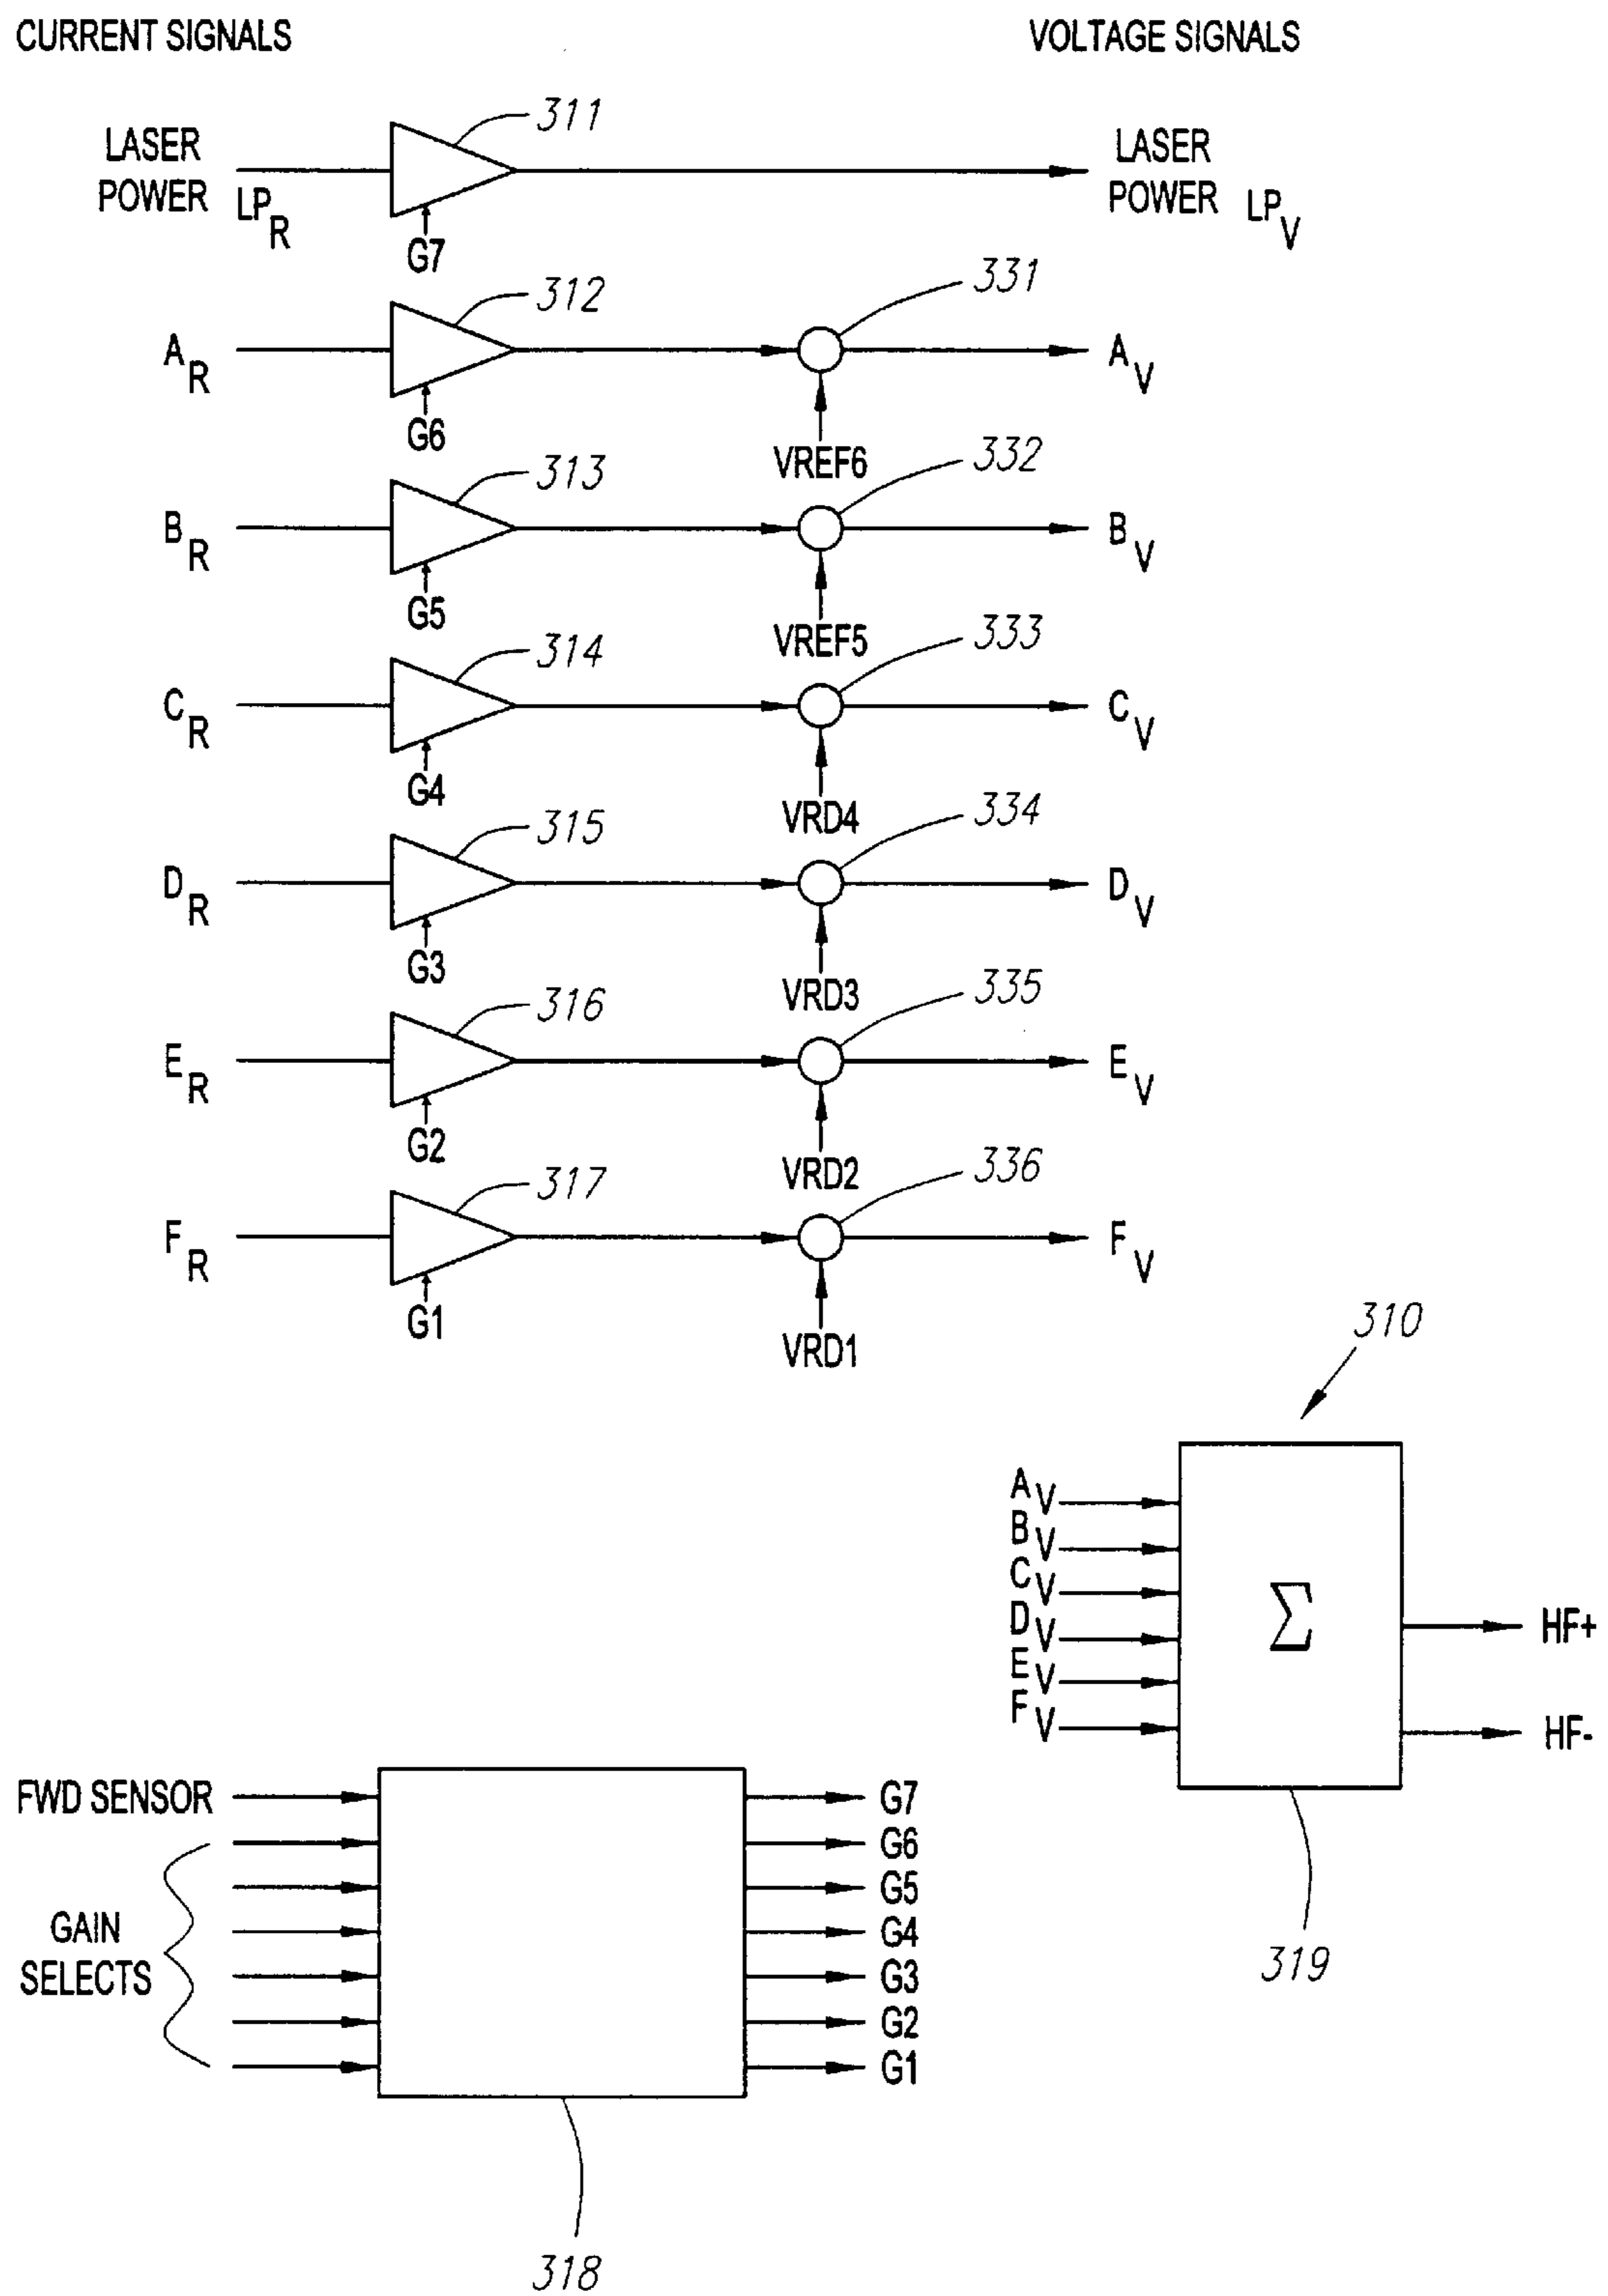 CURRENT SIGNALS
VOLTAGE SIGNALS
LASER POWER LPR
311
G7
LASER POWER LPV
AR
312
G6
331
VREF6
AV
BR
313
G5
332
VREF5
BV
CR
314
G4
333
VRD4
CV
DR
315
G3
334
VRD3
DV
ER
316
G2
335
VRD2
EV
FR
317
G1
336
VRD1
FV
310
AV
BV
CV
DV
EV
FV
Σ
HF+
HF-
319
FWD SENSOR
GAIN
SELECTS
G7
G6
G5
G4
G3
G2
G1
318